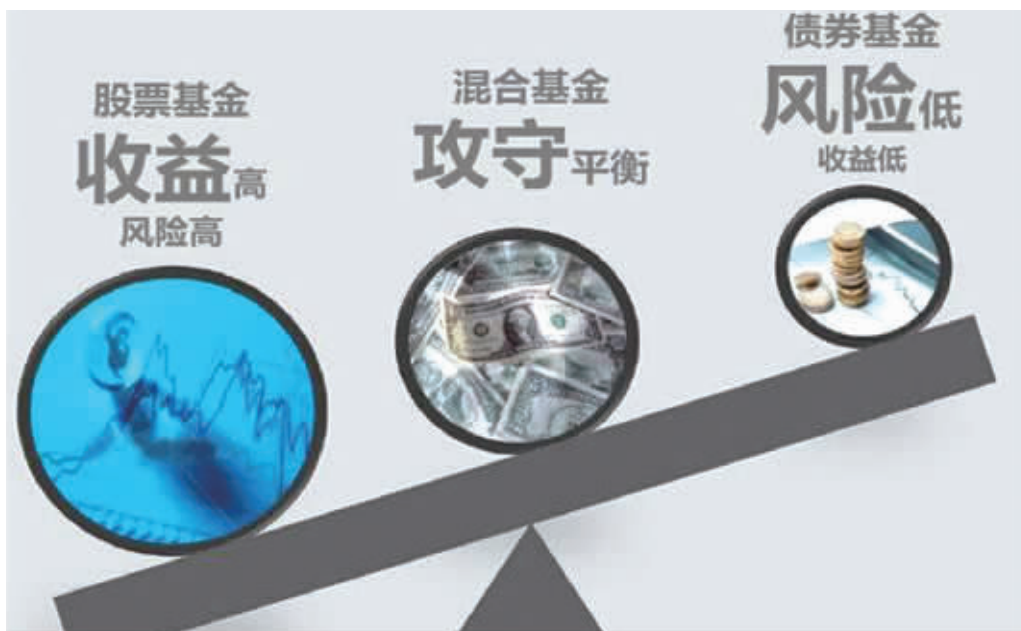 股票基金
收益高
风险高
混合基金
攻守平衡
债券基金
风险低
收益低